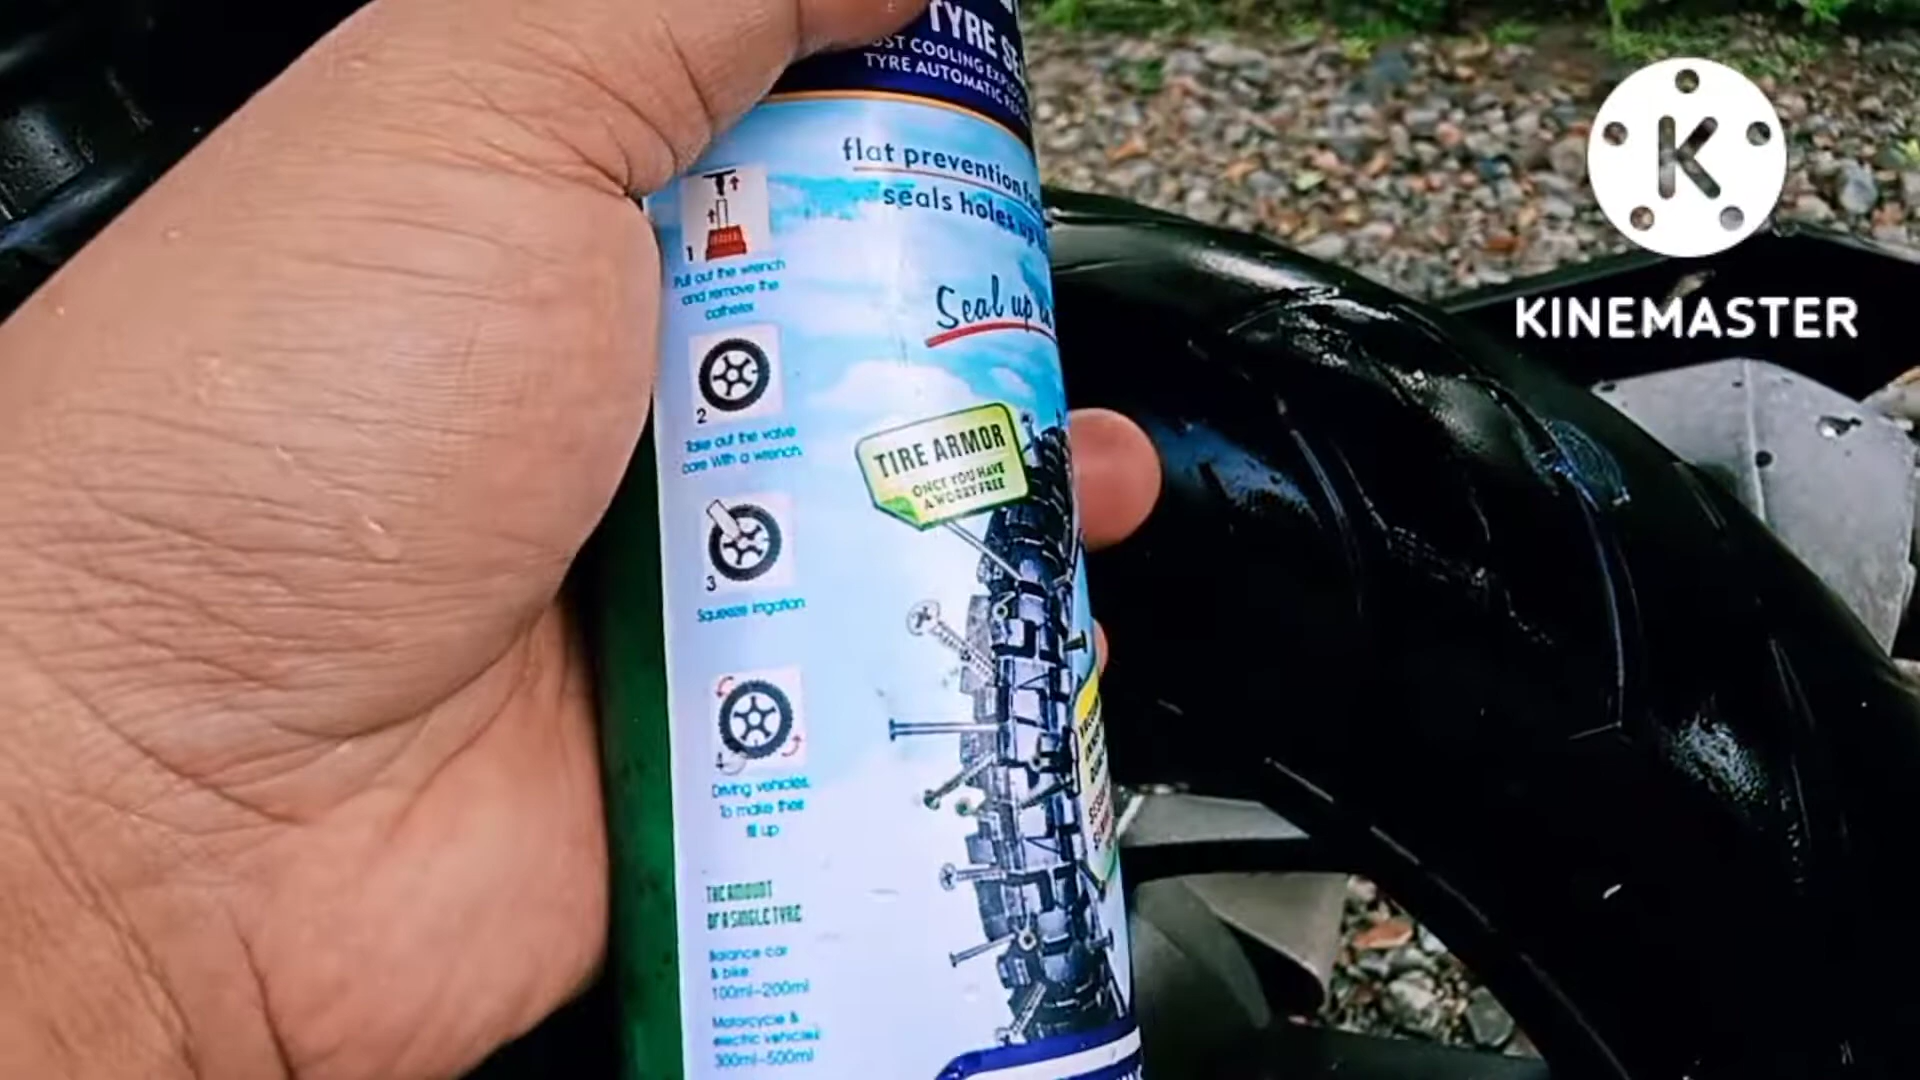 TYRE
COOLING
TYRE AUTOMATIC
flat prevention
seals holes up
Seal up
TIRE ARMOR
ONCE YOU HAVE
A WORRY FREE
1
Pull out the wrench
and remove the
catheter
2
Take out the valve
core With a wrench.
3
Squeeze irrigation
4
Driving vehicles.
To make their
fill up
THE AMOUNT
OF A SINGLE TYRE
Balance car
& bike
100ml-200ml
Motorcycle &
electric vehicles
300ml-500ml
K
KINEMASTER